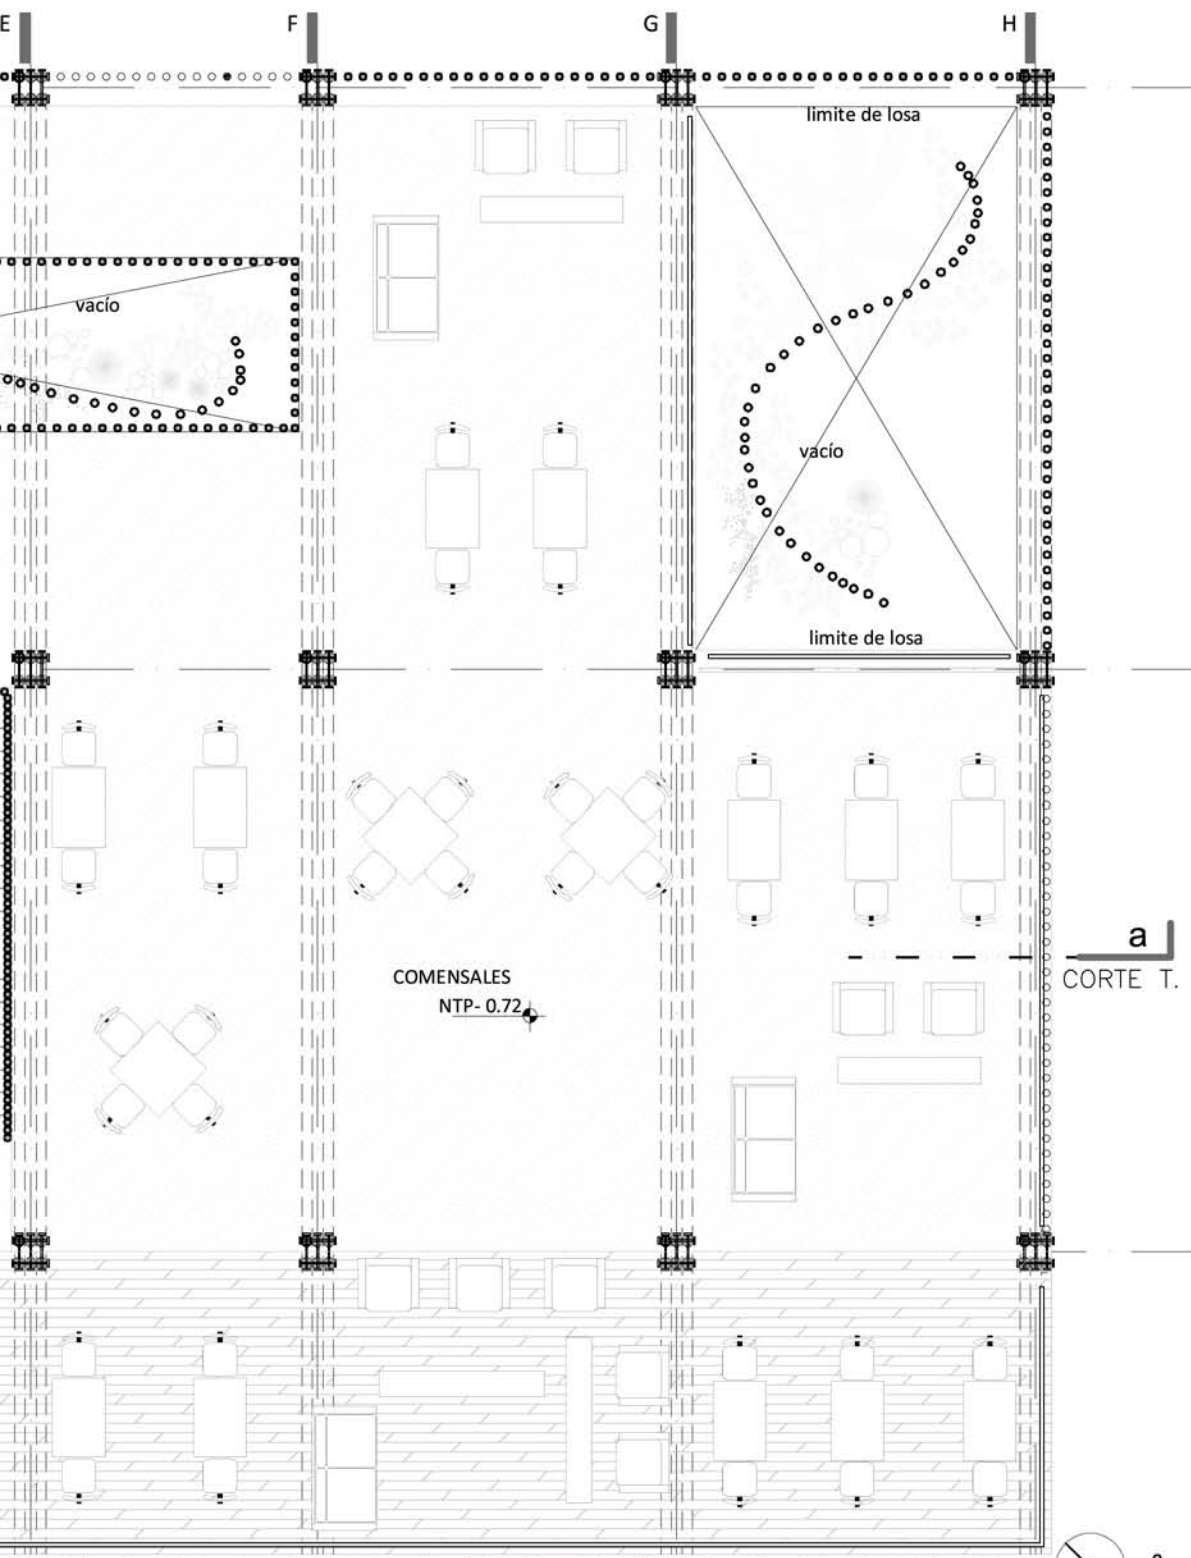 E
F
G
H
limite de losa
vacío
vacío
limite de losa
a
CORTE T.
COMENSALES
NTP- 0.72